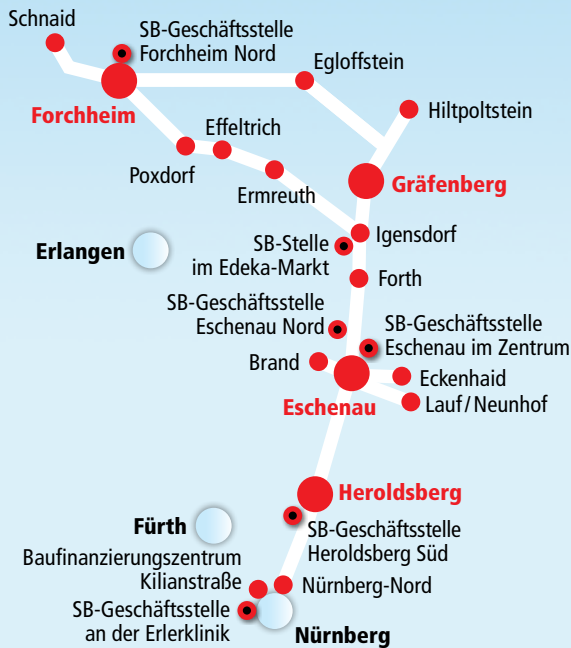 Schnaid
SB-Geschäftsstelle
Forchheim Nord
Egloffstein
Forchheim
Hiltpoltstein
Effeltrich
Poxdorf
Ermreuth
Gräfenberg
Igensdorf
Erlangen
SB-Stelle
im Edeka-Markt
Forth
SB-Geschäftsstelle
Eschenau Nord
SB-Geschäftsstelle
Eschenau im Zentrum
Brand
Eckenhaid
Eschenau
Lauf/Neunhof
Heroldsberg
Fürth
SB-Geschäftsstelle
Heroldsberg Süd
Baufinanzierungszentrum
Kilianstraße
Nürnberg-Nord
SB-Geschäftsstelle
an der Erlerklinik
Nürnberg